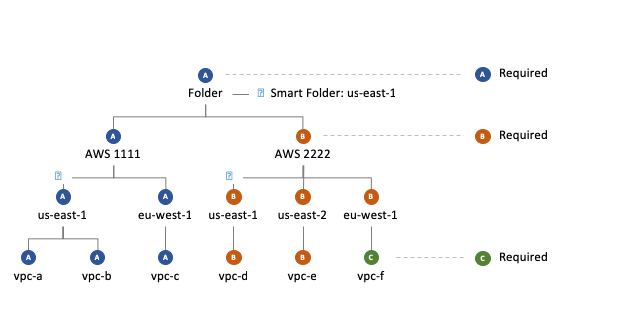 A
A Required
Folder
Smart Folder: us-east-1
A B
B Required
AWS 1111 AWS 2222
A A B B B
us-east-1 eu-west-1 us-east-1 us-east-2 eu-west-1
A A A B B C
C Required
vpc-a vpc-b vpc-c vpc-d vpc-e vpc-f